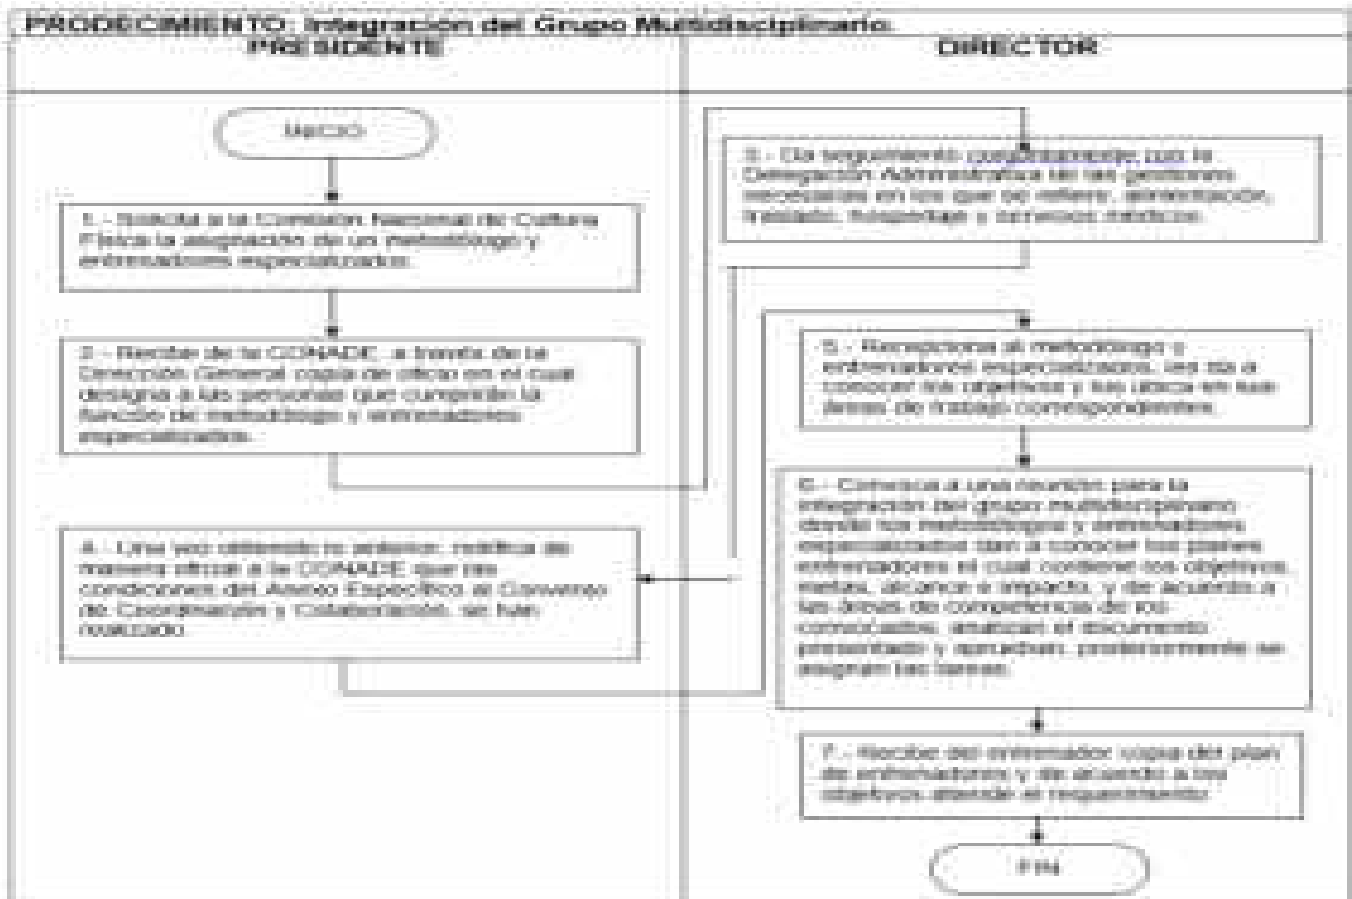 PRODECIMIENTO: Integración del Grupo Multidisciplinario.
PRESIDENTE
DIRECTOR
INICIO
1.- Solicita a la Comisión Nacional de Cultura
Física la asignación de un metodólogo y
entrenadores especializados.
2.- Recibe de la CONADE, a través de la
Dirección General copia de oficio en el cual
designa a las personas que cumplirán la
función de metodólogo y entrenadores
especializados.
3.- Da seguimiento conjuntamente con la
Delegación Administrativa de las gestiones
necesarias en los que se refiere, alimentación,
traslado, hospedaje y servicios médicos.
4.- Una vez obtenido lo anterior, notifica de
manera oficial a la CONADE que las
condiciones del Anexo Específico al Convenio
de Coordinación y Colaboración, se han
realizado.
5.- Recepciona al metodólogo y
entrenadores especializados, les da a
conocer los objetivos y los ubica en sus
áreas de trabajo correspondientes.
6.- Convoca a una reunión para la
integración del grupo multidisciplinario
donde los metodólogos y entrenadores
especializados dan a conocer los planes
entrenadores el cual contiene los objetivos,
metas, alcance e impacto, y de acuerdo a
las áreas de competencia de los
convocados, analizan el documento
presentado y aprueban, posteriormente se
asignan las tareas.
7.- Recibe del entrenador copia del plan
de entrenadores y de acuerdo a los
objetivos atiende el requerimiento
FIN